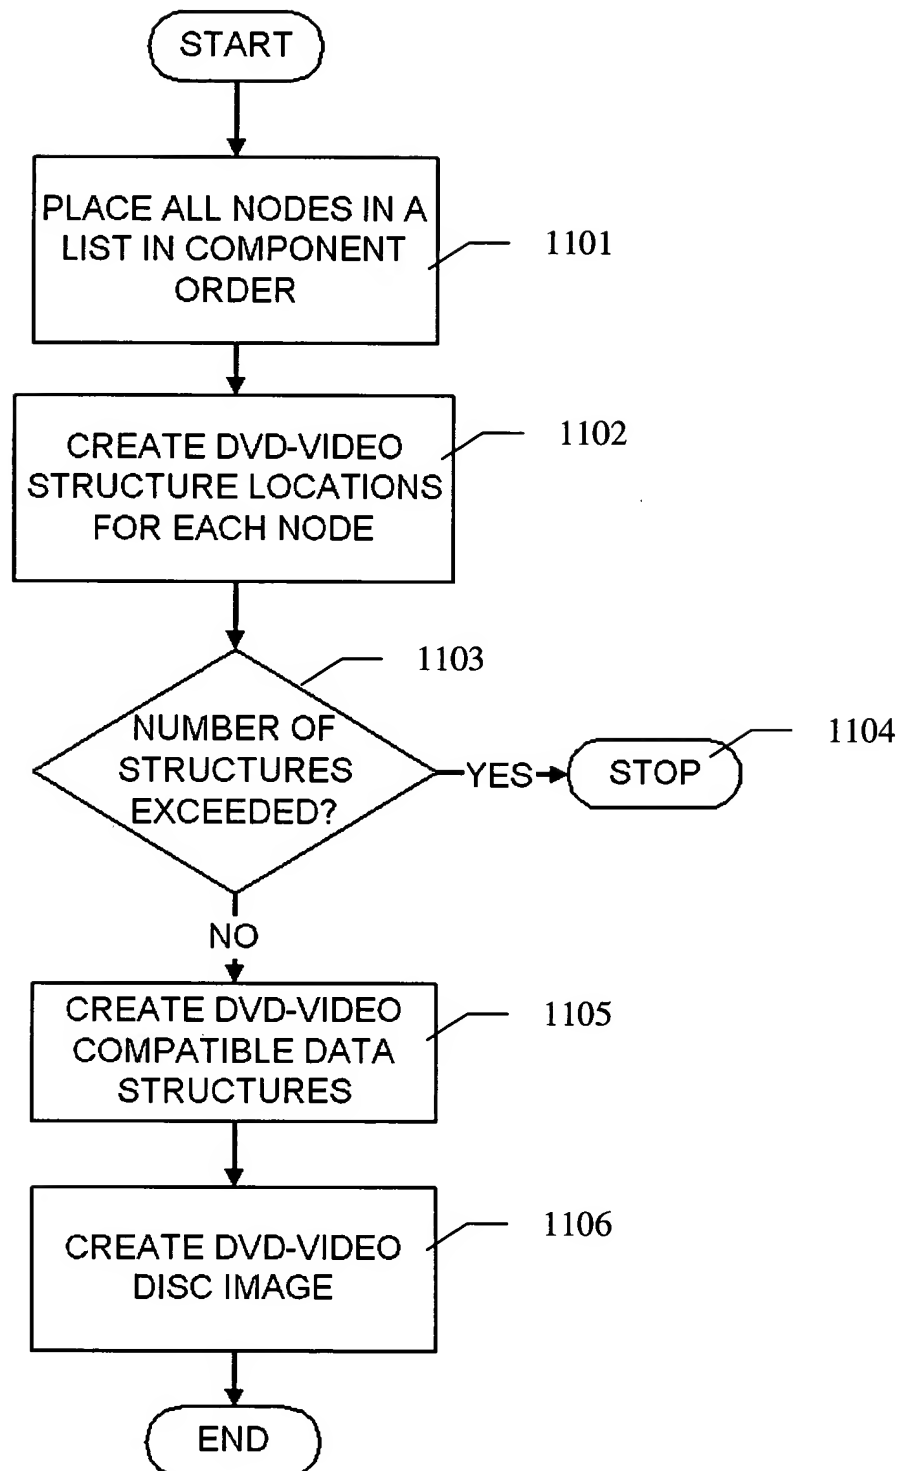 START
PLACE ALL NODES IN A
LIST IN COMPONENT
ORDER
1101
CREATE DVD-VIDEO
STRUCTURE LOCATIONS
FOR EACH NODE
1102
1103
NUMBER OF
STRUCTURES
EXCEEDED?
YES
STOP
1104
NO
CREATE DVD-VIDEO
COMPATIBLE DATA
STRUCTURES
1105
CREATE DVD-VIDEO
DISC IMAGE
1106
END